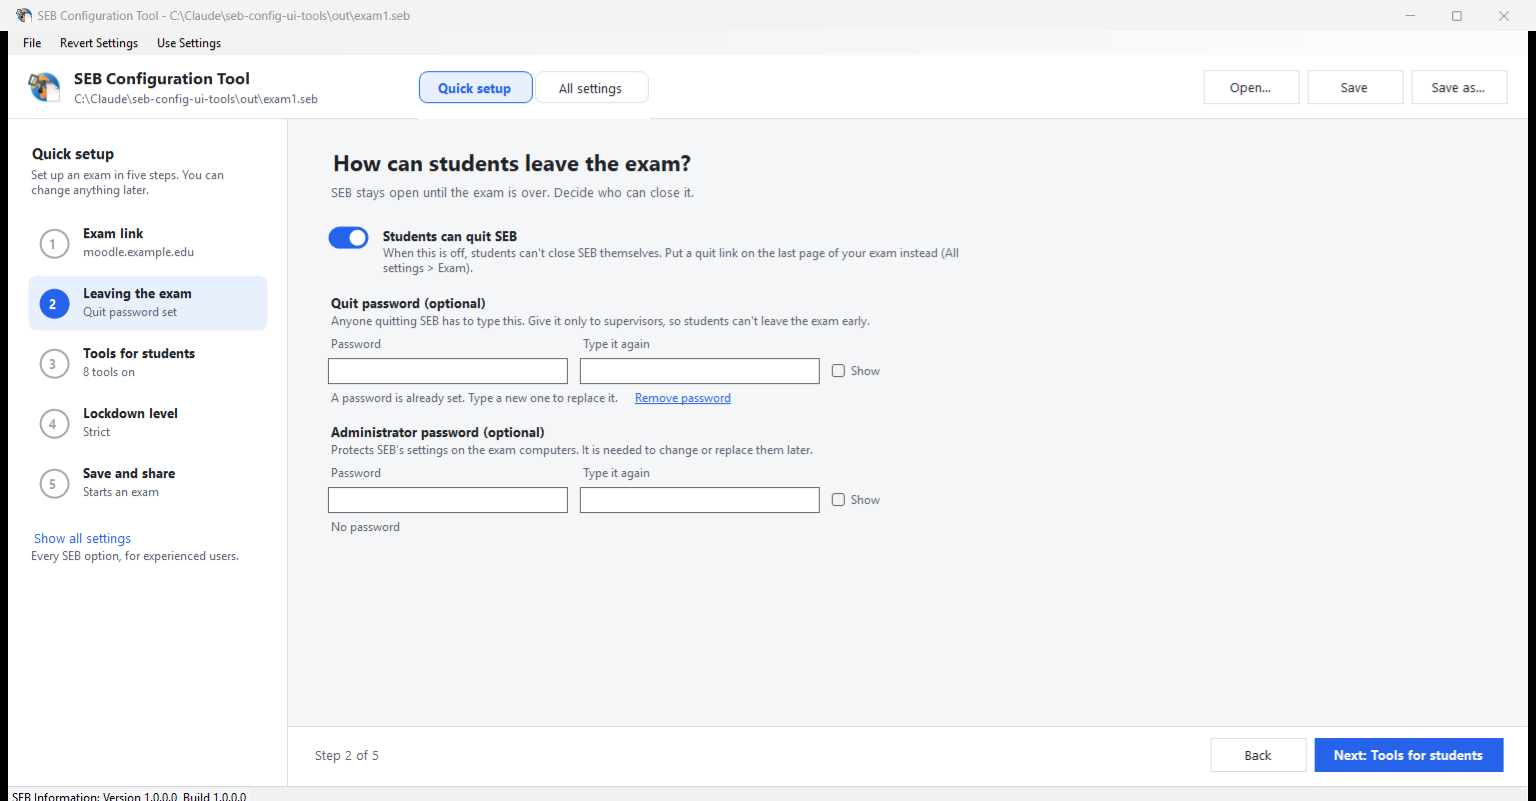 SEB Configuration Tool - C:\Claude\seb-config-ui-tools\out\exam1.seb
File Revert Settings Use Settings
SEB Configuration Tool
C:\Claude\seb-config-ui-tools\out\exam1.seb
Quick setup
All settings
Open...
Save
Save as...
Quick setup
Set up an exam in five steps. You can
change anything later.
1
Exam link
moodle.example.edu
2
Leaving the exam
Quit password set
3
Tools for students
8 tools on
4
Lockdown level
Strict
5
Save and share
Starts an exam
Show all settings
Every SEB option, for experienced users.
How can students leave the exam?
SEB stays open until the exam is over. Decide who can close it.
Students can quit SEB
When this is off, students can't close SEB themselves. Put a quit link on the last page of your exam instead (All
settings > Exam).
Quit password (optional)
Anyone quitting SEB has to type this. Give it only to supervisors, so students can't leave the exam early.
Password Type it again
Show
A password is already set. Type a new one to replace it. Remove password
Administrator password (optional)
Protects SEB's settings on the exam computers. It is needed to change or replace them later.
Password Type it again
Show
No password
Step 2 of 5
Back
Next: Tools for students
SEB Information: Version 1.0.0.0 Build 1.0.0.0